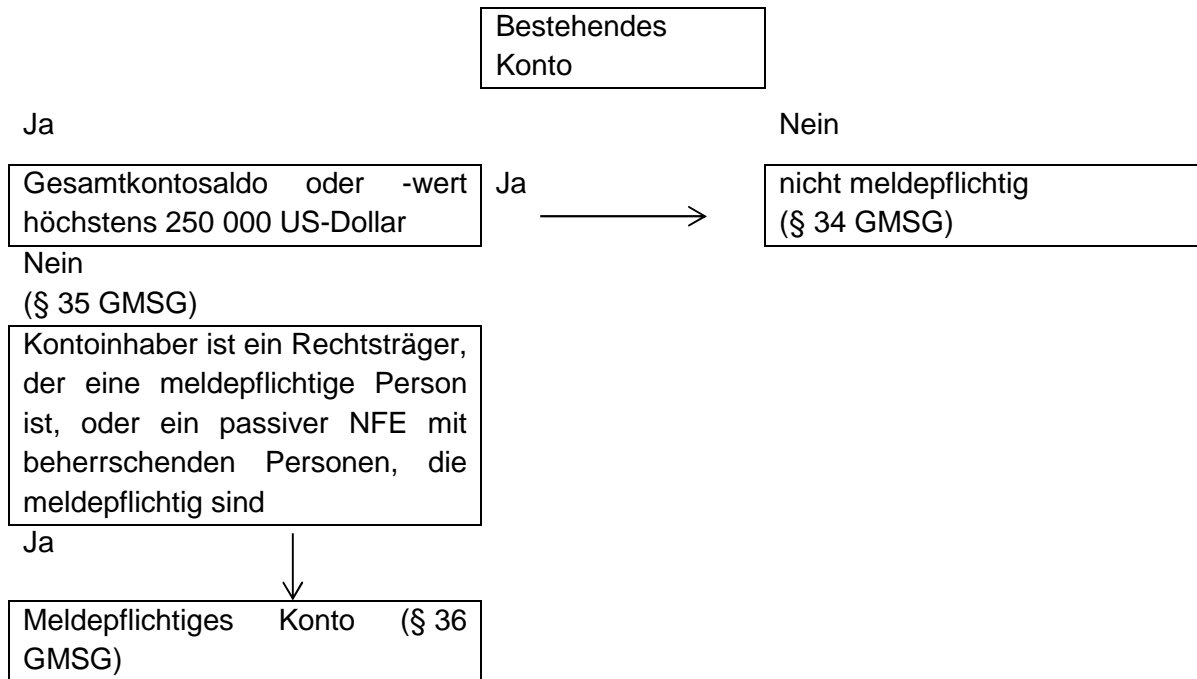 Bestehendes
Konto
Ja
Nein
Gesamtkontosaldo oder -wert
höchstens 250 000 US-Dollar
Ja
nicht meldepflichtig
(§ 34 GMSG)
Nein
(§ 35 GMSG)
Kontoinhaber ist ein Rechtsträger,
der eine meldepflichtige Person
ist, oder ein passiver NFE mit
beherrschenden Personen, die
meldepflichtig sind
Ja
Meldepflichtiges Konto (§ 36
GMSG)